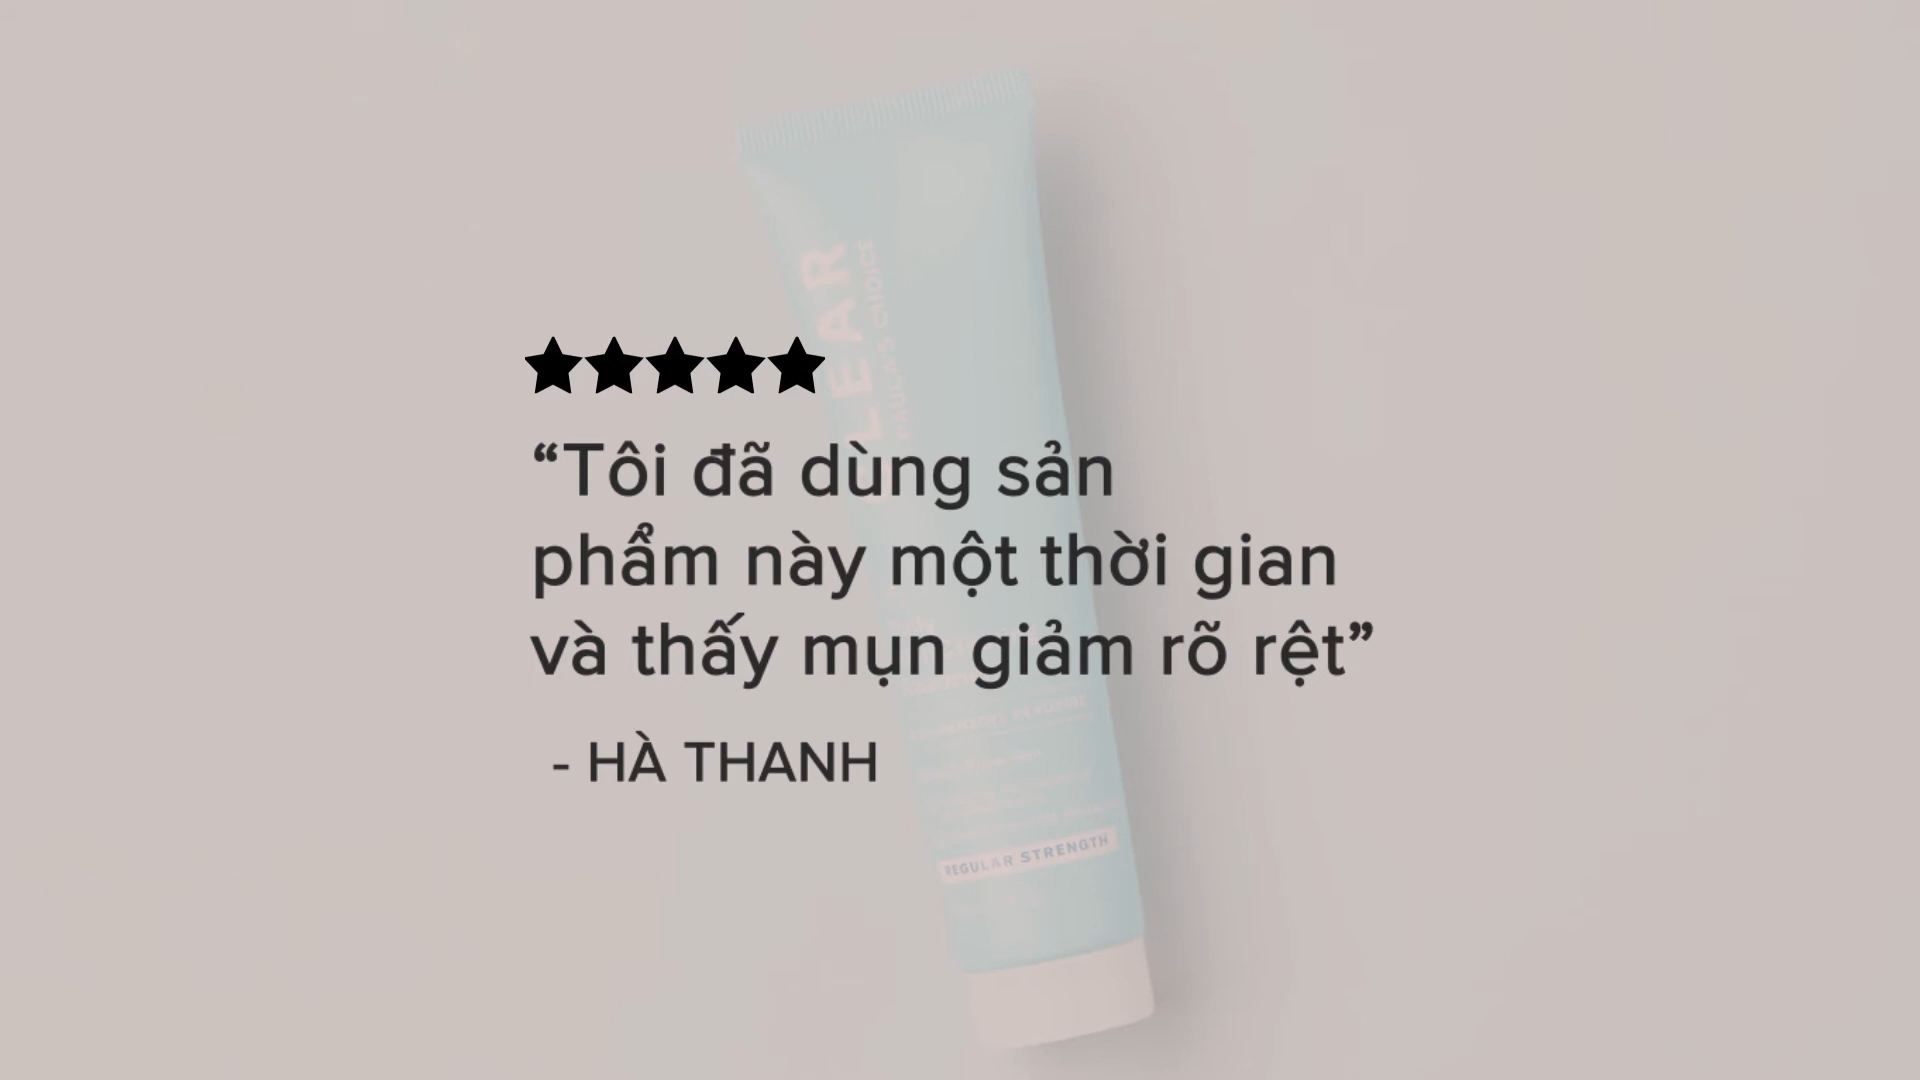 “Tôi đã dùng sản
phẩm này một thời gian
và thấy mụn giảm rõ rệt”
- HÀ THANH
CLEAR
PAULA'S CHOICE
REGULAR STRENGTH